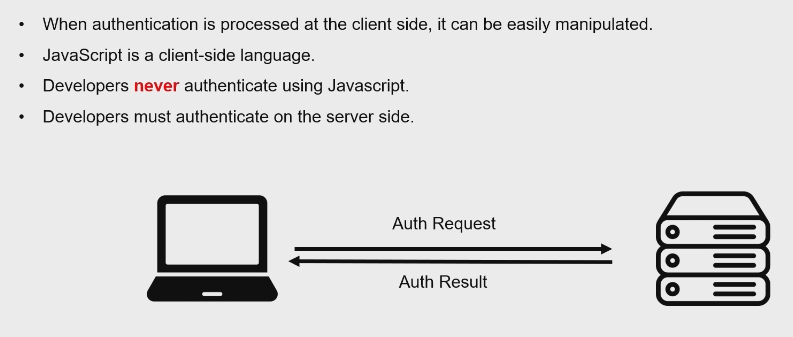 • When authentication is processed at the client side, it can be easily manipulated.
• JavaScript is a client-side language.
• Developers never authenticate using Javascript.
• Developers must authenticate on the server side.
Auth Request
Auth Result